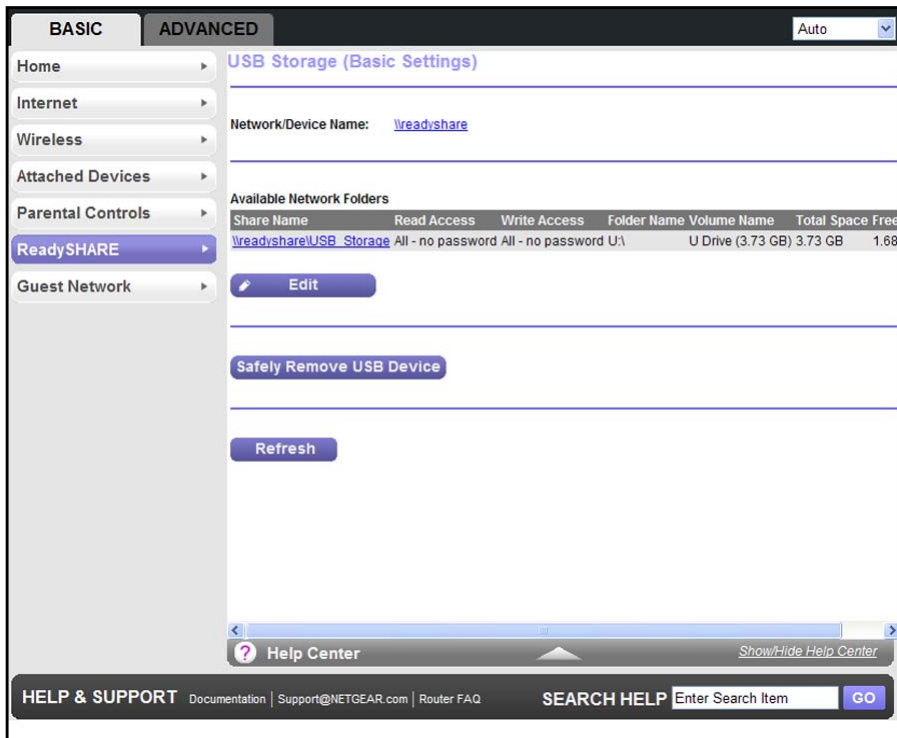 BASIC ADVANCED Auto
Home
Internet
Wireless
Attached Devices
Parental Controls
ReadySHARE
Guest Network
USB Storage (Basic Settings)
Network/Device Name: \\readyshare
Available Network Folders
Share Name Read Access Write Access Folder Name Volume Name Total Space Free
\\readyshare\USB_Storage All - no password All - no password U:\ U Drive (3.73 GB) 3.73 GB 1.68
Edit
Safely Remove USB Device
Refresh
? Help Center Show/Hide Help Center
HELP & SUPPORT Documentation | Support@NETGEAR.com | Router FAQ SEARCH HELP Enter Search Item GO